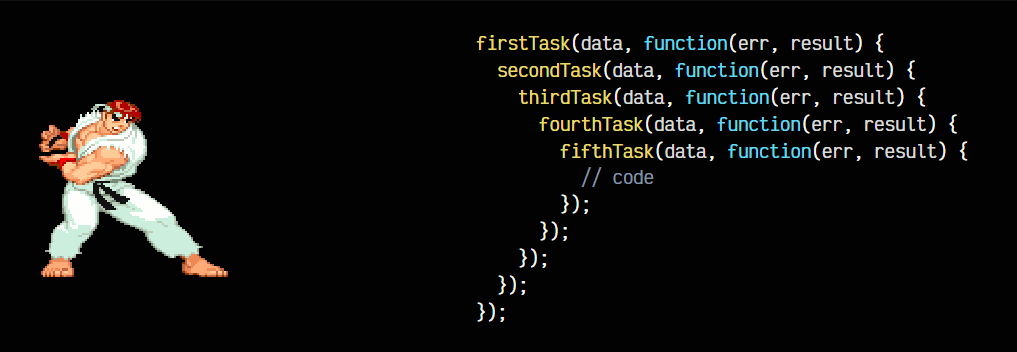 firstTask(data, function(err, result) {
  secondTask(data, function(err, result) {
    thirdTask(data, function(err, result) {
      fourthTask(data, function(err, result) {
        fifthTask(data, function(err, result) {
          // code
        });
      });
    });
  });
});